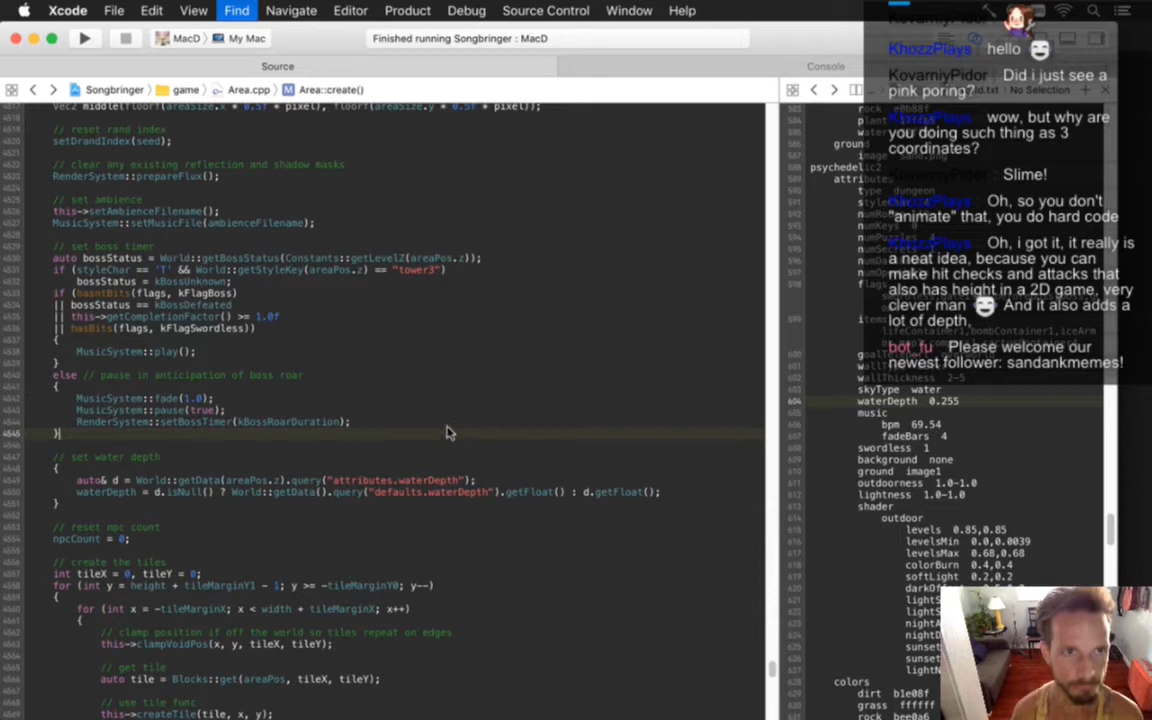 Xcode File Edit View Find Navigate Editor Product Debug Source Control Window Help
MacD My Mac Finished running Songbringer : MacD
Source Console
Songbringer game Area.cpp Area::create()
No Selection
// reset rand index
setDrandIndex(seed);
// clear any existing reflection and shadow masks
RenderSystem::prepareFlux();
// set ambience
this->setAmbienceFilename();
MusicSystem::setMusicFile(ambienceFilename);
// set boss timer
auto bossStatus = World::getBossStatus(Constants::getLevelZ(areaPos.z));
if (styleChar == 'T' && World::getStyleKey(areaPos.z) == "tower3")
bossStatus = kBossUnknown;
if (hasntBits(flags, kFlagBoss)
|| bossStatus == kBossDefeated
|| this->getCompletionFactor() >= 1.0f
|| hasBits(flags, kFlagSwordless))
{
MusicSystem::play();
}
else // pause in anticipation of boss roar
{
MusicSystem::fade(1.0);
MusicSystem::pause(true);
RenderSystem::setBossTimer(kBossRoarDuration);
}
// set water depth
{
auto& d = World::getData(areaPos.z).query("attributes.waterDepth");
waterDepth = d.isNull() ? World::getData().query("defaults.waterDepth").getFloat() : d.getFloat();
}
// reset npc count
npcCount = 0;
// create the tiles
int tileX = 0, tileY = 0;
for (int y = height + tileMarginY1 - 1; y >= -tileMarginY0; y--)
{
for (int x = -tileMarginX; x < width + tileMarginX; x++)
{
// clamp position if off the world so tiles repeat on edges
this->clampVoidPos(x, y, tileX, tileY);
// get tile
auto tile = Blocks::get(areaPos, tileX, tileY);
// use tile func
this->createTile(tile, x, y);
psychedelic2
type dungeon
skyType water
604 waterDepth 0.255
music
bpm 69.54
fadeBars 4
swordless 1
background none
ground image1
outdoorness 1.0-1.0
lightness 1.0-1.0
shader
outdoor
levels 0.85,0.85
levelsMin 0.0,0.0039
levelsMax 0.68,0.68
colorBurn 0.4,0.4
softLight 0.2,0.2
colors
dirt b1e08f
grass ffffff
rock bee0a6
KhozzPlays hello
KovarniyPidor Did i just see a
pink poring?
KhozzPlays wow, but why are
you doing such thing as 3
coordinates?
KovarniyPidor Slime!
KhozzPlays Oh, so you don't
"animate" that, you do hard code
KhozzPlays Oh, i got it, it really is
a neat idea, because you can
make hit checks and attacks that
also has height in a 2D game, very
clever man And it also adds a
lot of depth,
bot_fu Please welcome our
newest follower: sandankmemes!